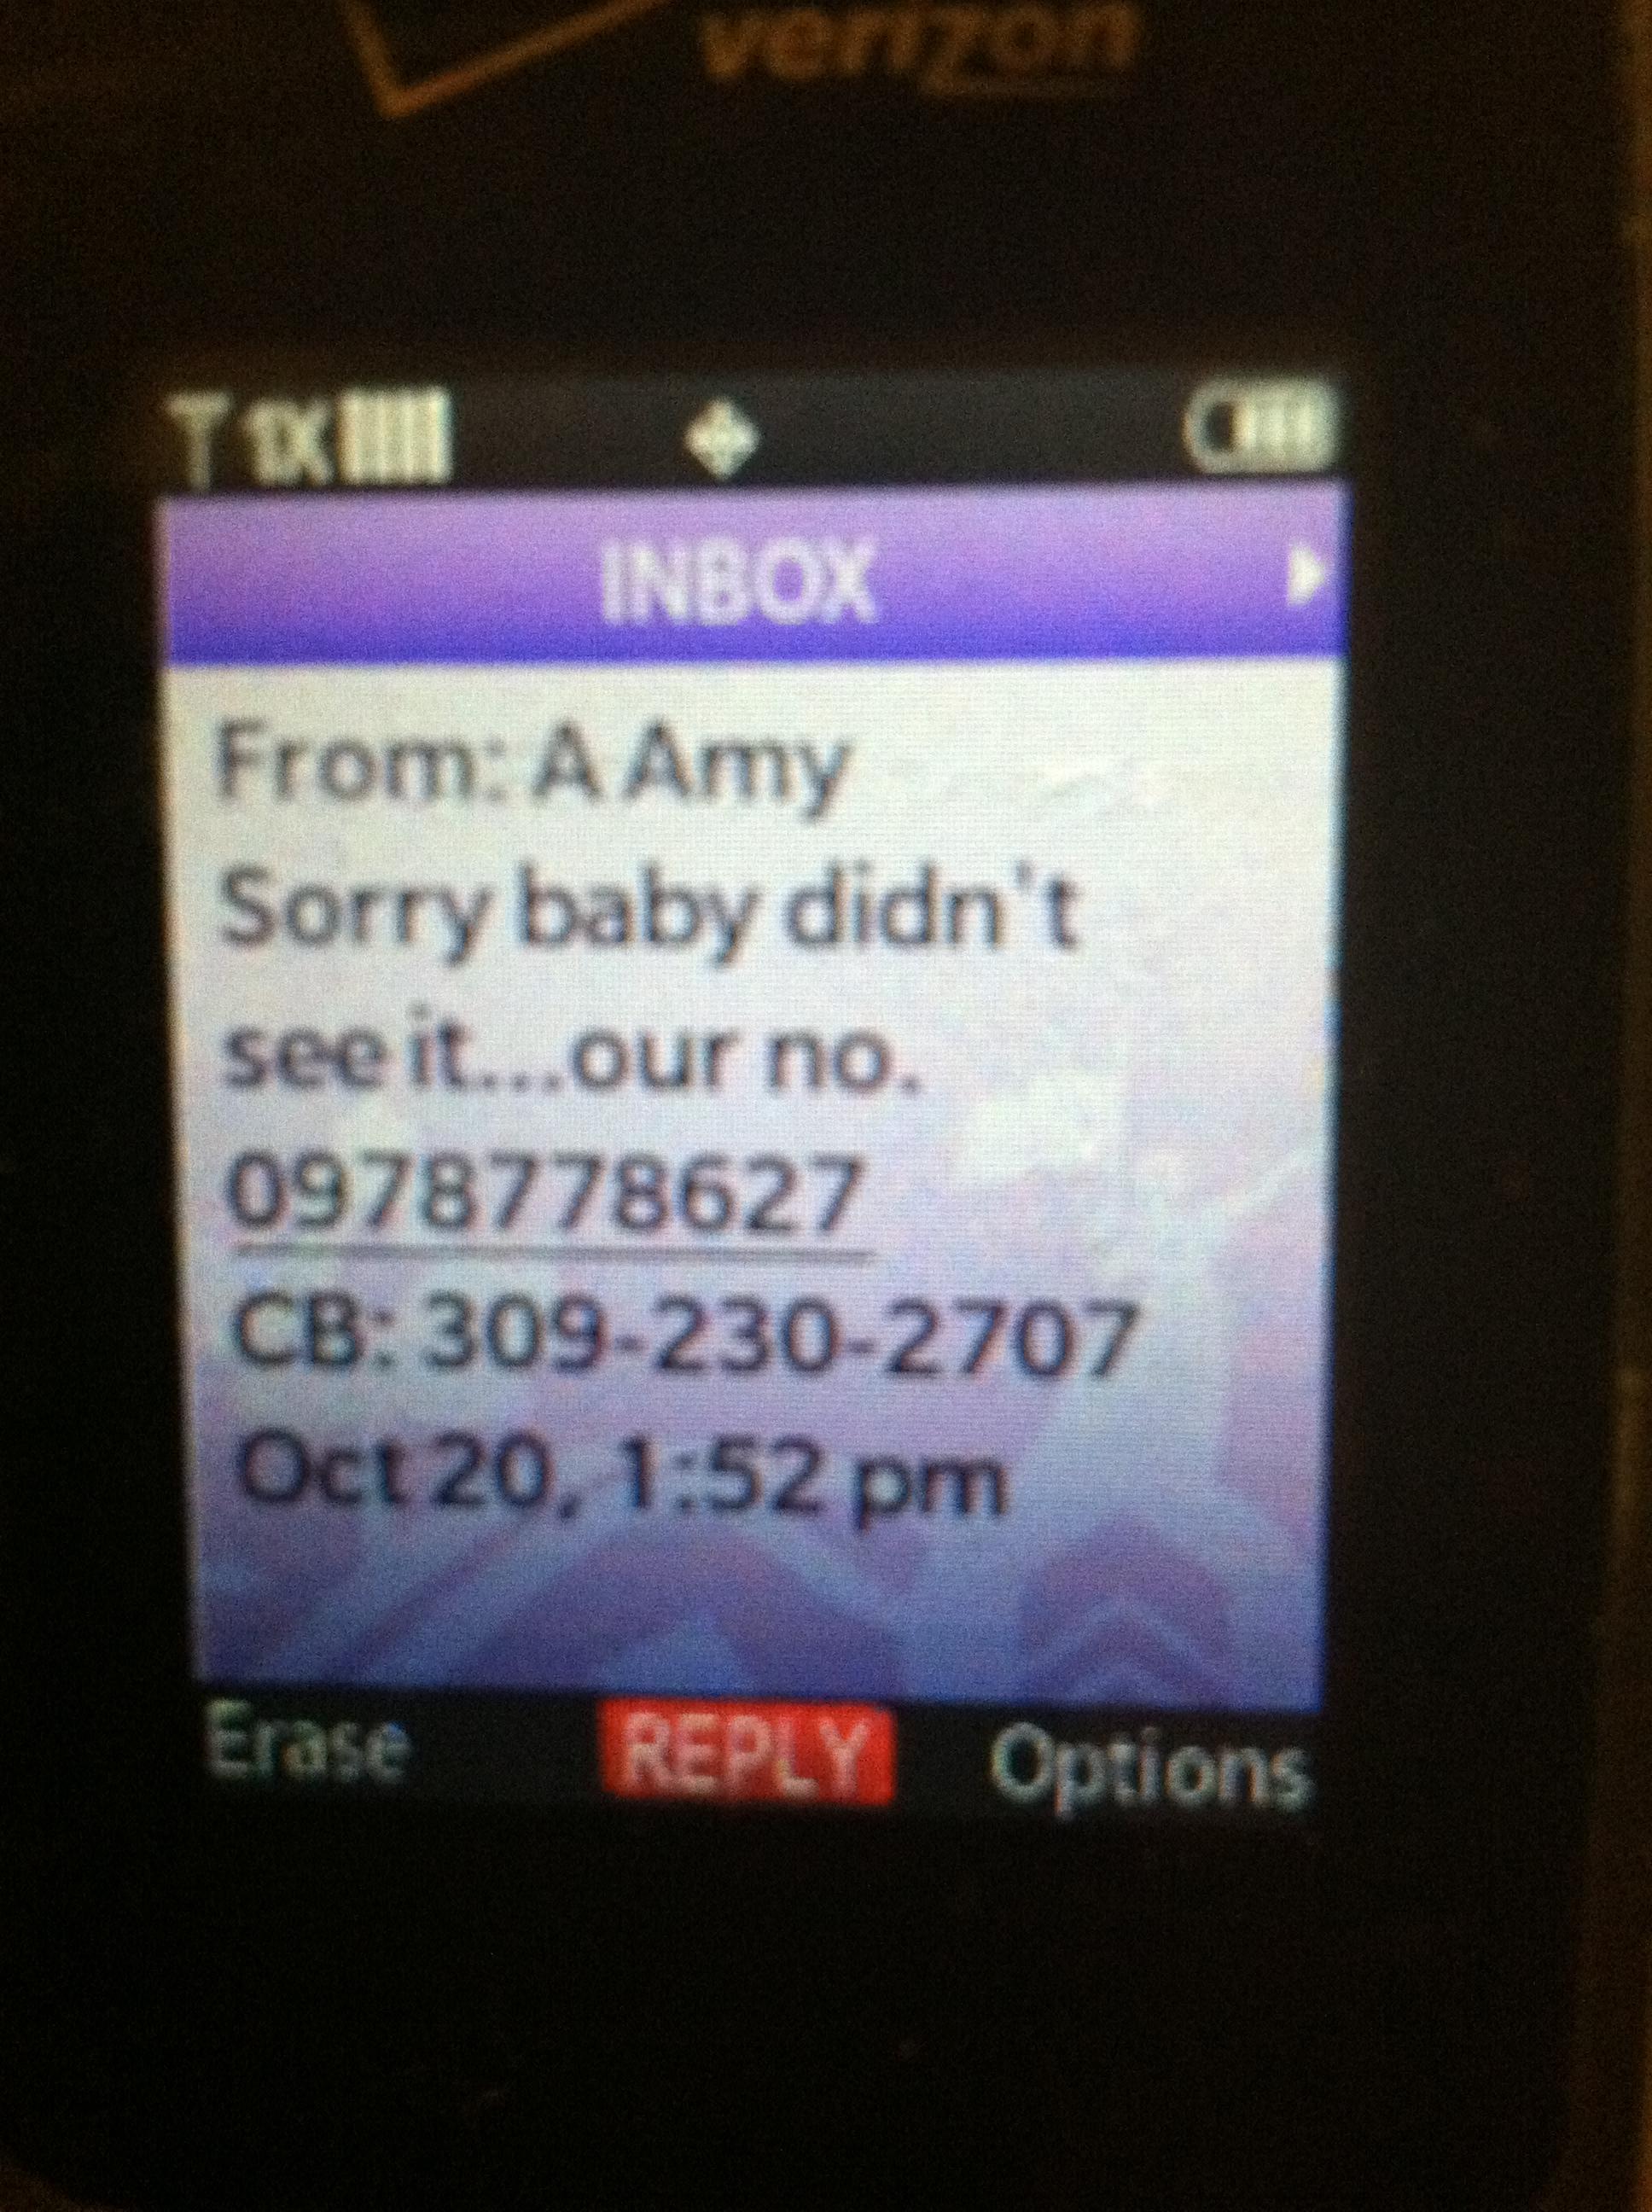 verizon
INBOX
From: A Amy
Sorry baby didn't
see it....our no.
09787778627
CB: 309-230-2707
Oct 20, 1:52 pm
Erase REPLY Options